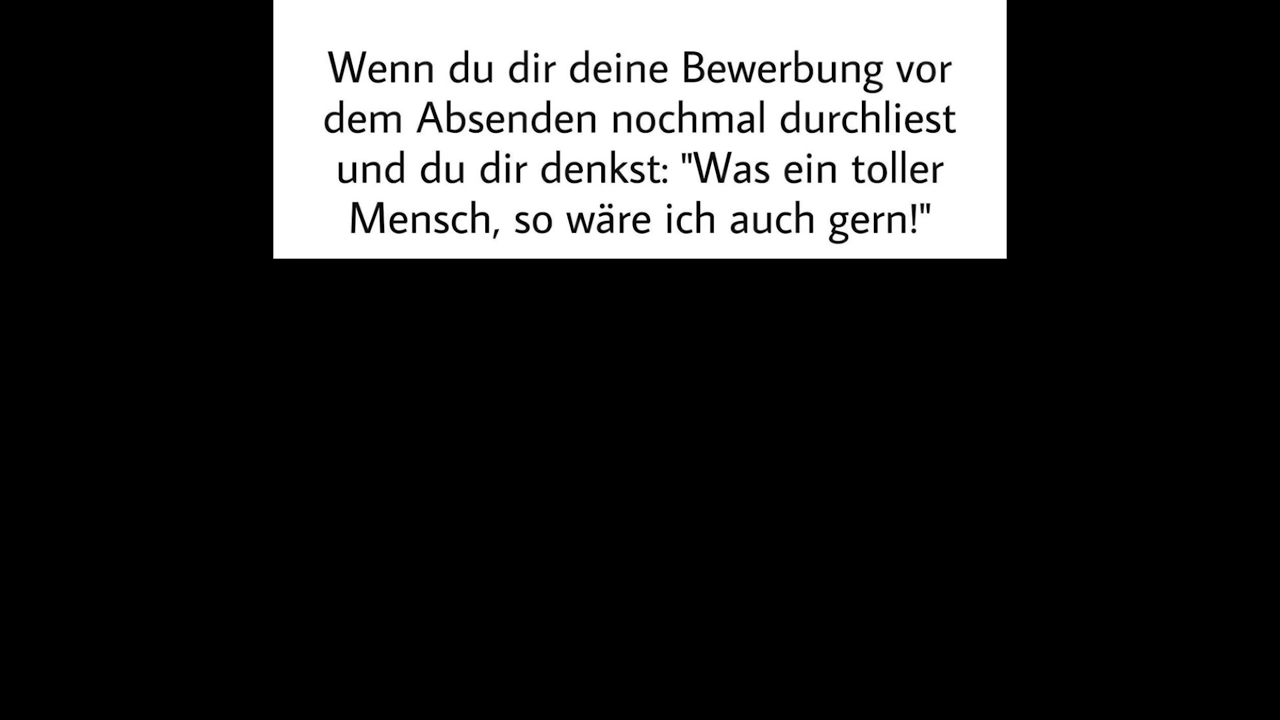 Wenn du dir deine Bewerbung vor
dem Absenden nochmal durchliest
und du dir denkst: "Was ein toller
Mensch, so wäre ich auch gern!"